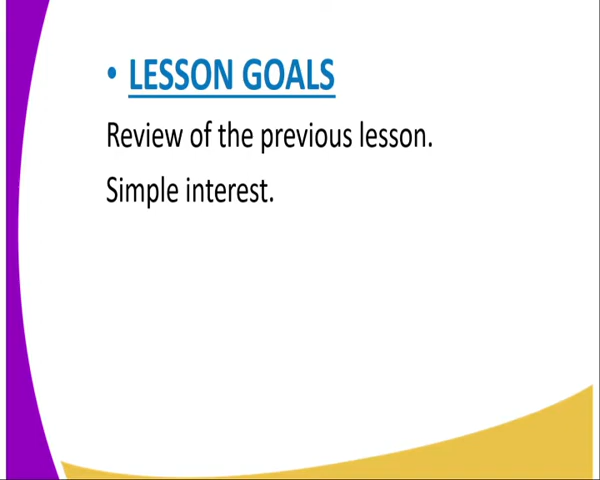 • LESSON GOALS
Review of the previous lesson.
Simple interest.